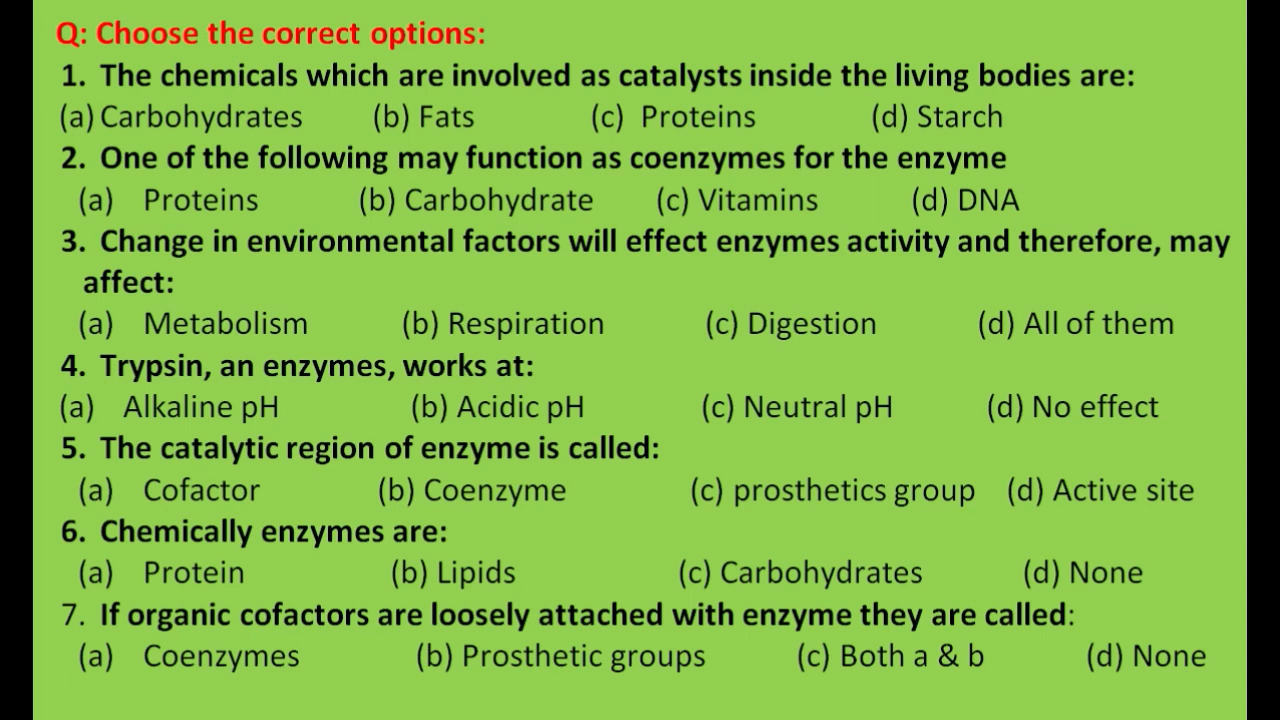 Q: Choose the correct options:
1. The chemicals which are involved as catalysts inside the living bodies are:
(a) Carbohydrates (b) Fats (c) Proteins (d) Starch
2. One of the following may function as coenzymes for the enzyme
(a) Proteins (b) Carbohydrate (c) Vitamins (d) DNA
3. Change in environmental factors will effect enzymes activity and therefore, may
affect:
(a) Metabolism (b) Respiration (c) Digestion (d) All of them
4. Trypsin, an enzymes, works at:
(a) Alkaline pH (b) Acidic pH (c) Neutral pH (d) No effect
5. The catalytic region of enzyme is called:
(a) Cofactor (b) Coenzyme (c) prosthetics group (d) Active site
6. Chemically enzymes are:
(a) Protein (b) Lipids (c) Carbohydrates (d) None
7. If organic cofactors are loosely attached with enzyme they are called:
(a) Coenzymes (b) Prosthetic groups (c) Both a & b (d) None